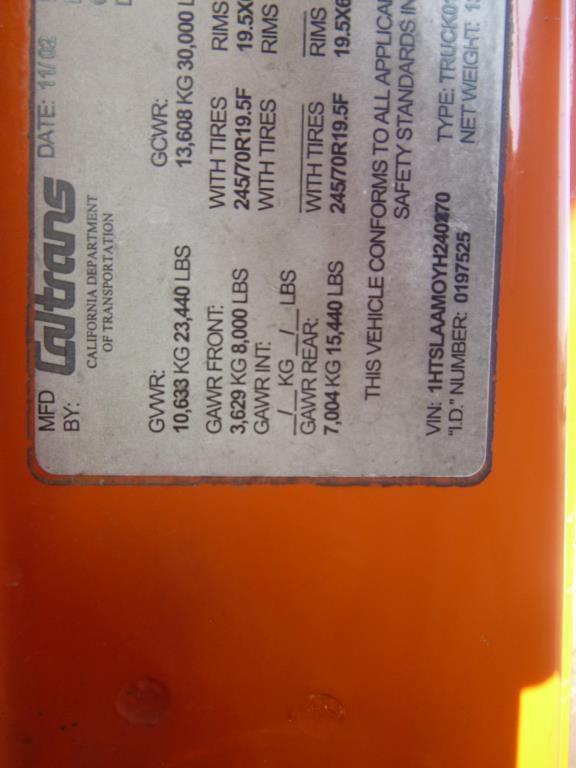 MFD Caltrans DATE: 11/02
BY: CALIFORNIA DEPARTMENT
OF TRANSPORTATION
GVWR: GCWR:
10,633 KG 23,440 LBS 13,608 KG 30,000
GAWR FRONT: WITH TIRES RIMS
3,629 KG 8,000 LBS 245/70R19.5F
GAWR INT: WITH TIRES RIMS
_/_ KG _/_ LBS
GAWR REAR: WITH TIRES RIMS
7,004 KG 15,440 LBS 245/70R19.5F
THIS VEHICLE CONFORMS TO ALL
SAFETY STANDARDS
VIN: TYPE:
"I.D." NUMBER: 0197525 NET WEIGHT: